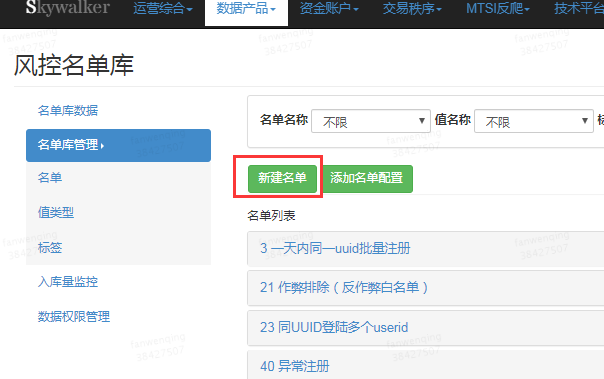 Skywalker 运营综合 数据产品 资金账户 交易秩序 MTSI反爬 技术平台
风控名单库
名单库数据
名单库管理
名单
值类型
标签
入库量监控
数据权限管理
名单名称 不限 值名称 不限
新建名单 添加名单配置
名单列表
3 一天内同一uuid批量注册
21 作弊排除（反作弊白名单）
23 同UUID登陆多个userid
40 异常注册